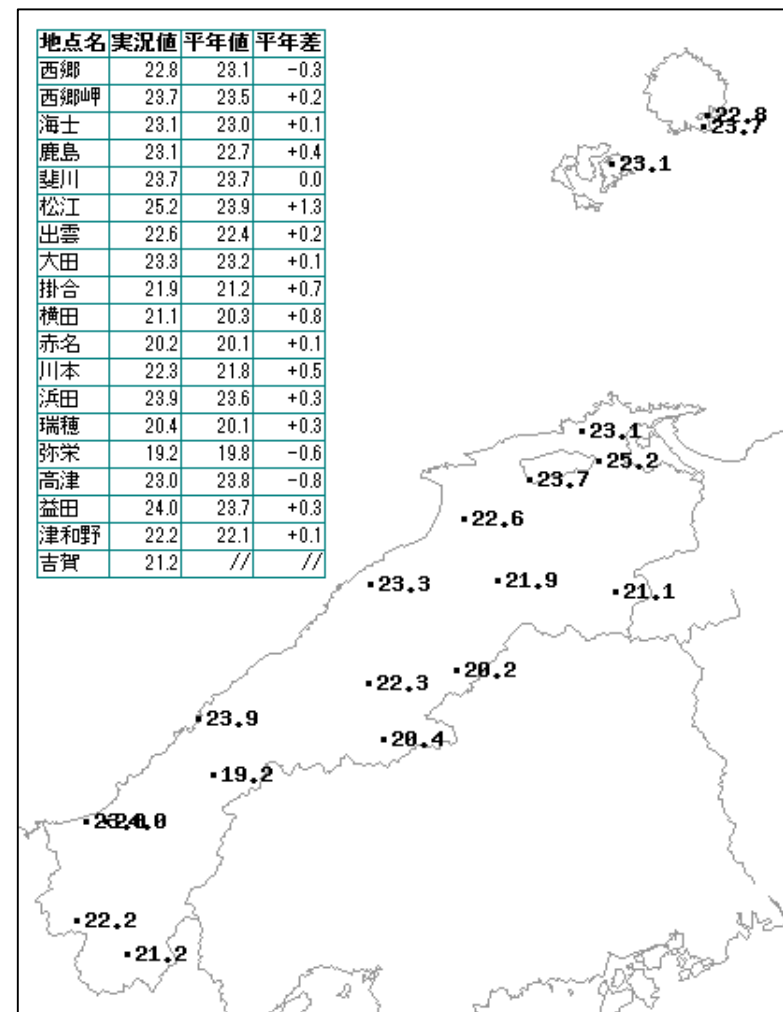 地点名 実況値 平年値 平年差
西郷 22.8 23.1 -0.3
西郷岬 23.7 23.5 +0.2
海士 23.1 23.0 +0.1
鹿島 23.1 22.7 +0.4
斐川 23.7 23.7 0.0
松江 25.2 23.9 +1.3
出雲 22.6 22.4 +0.2
大田 23.3 23.2 +0.1
掛合 21.9 21.2 +0.7
横田 21.1 20.3 +0.8
赤名 20.2 20.1 +0.1
川本 22.3 21.8 +0.5
浜田 23.9 23.6 +0.3
瑞穂 20.4 20.1 +0.3
弥栄 19.2 19.8 -0.6
高津 23.0 23.8 -0.8
益田 24.0 23.7 +0.3
津和野 22.2 22.1 +0.1
吉賀 21.2 // //
22.8
23.7
23.1
23.1
25.2
23.7
22.6
23.3
21.9
21.1
20.2
22.3
23.9
20.4
19.2
22.2
21.2